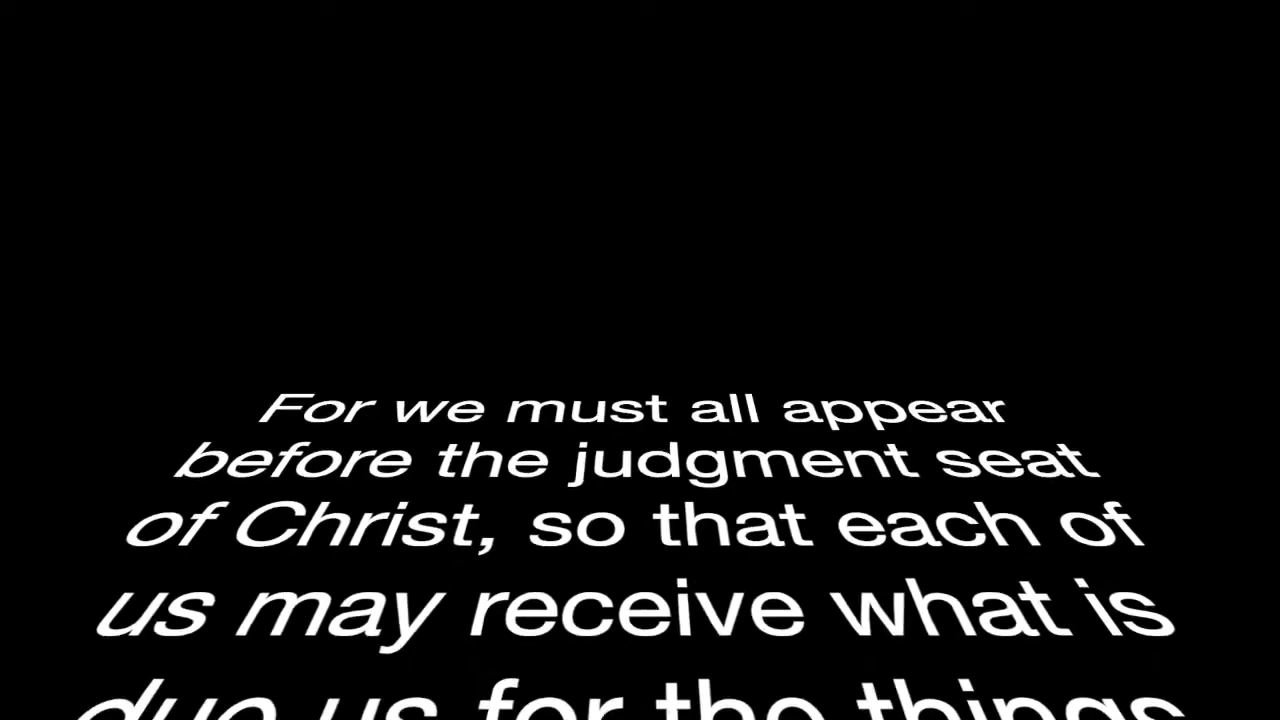 For we must all appear
before the judgment seat
of Christ, so that each of
us may receive what is
due us for the things